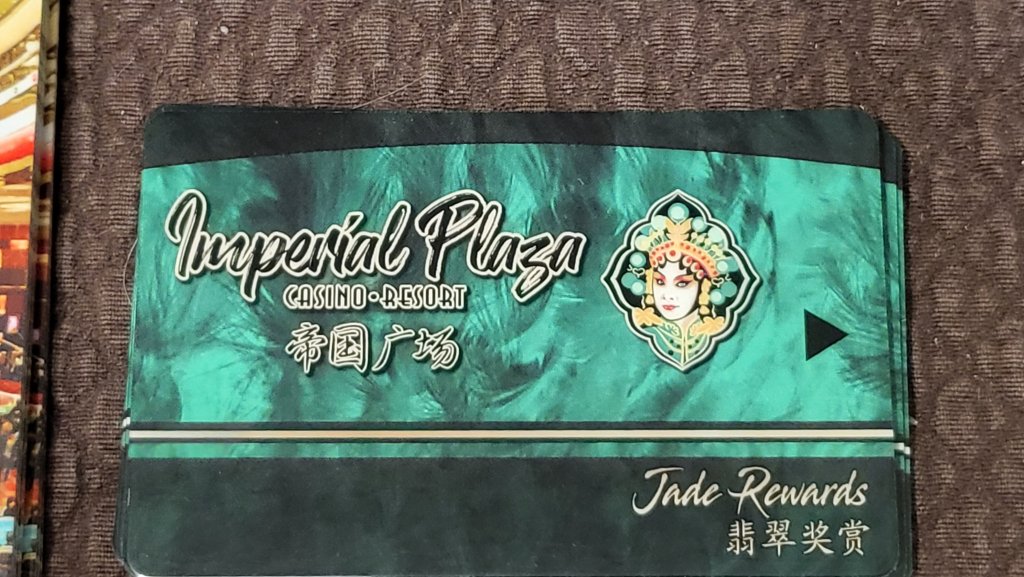 Imperial Plaza
CASINO·RESORT
帝国广场
Jade Rewards
翡翠奖赏